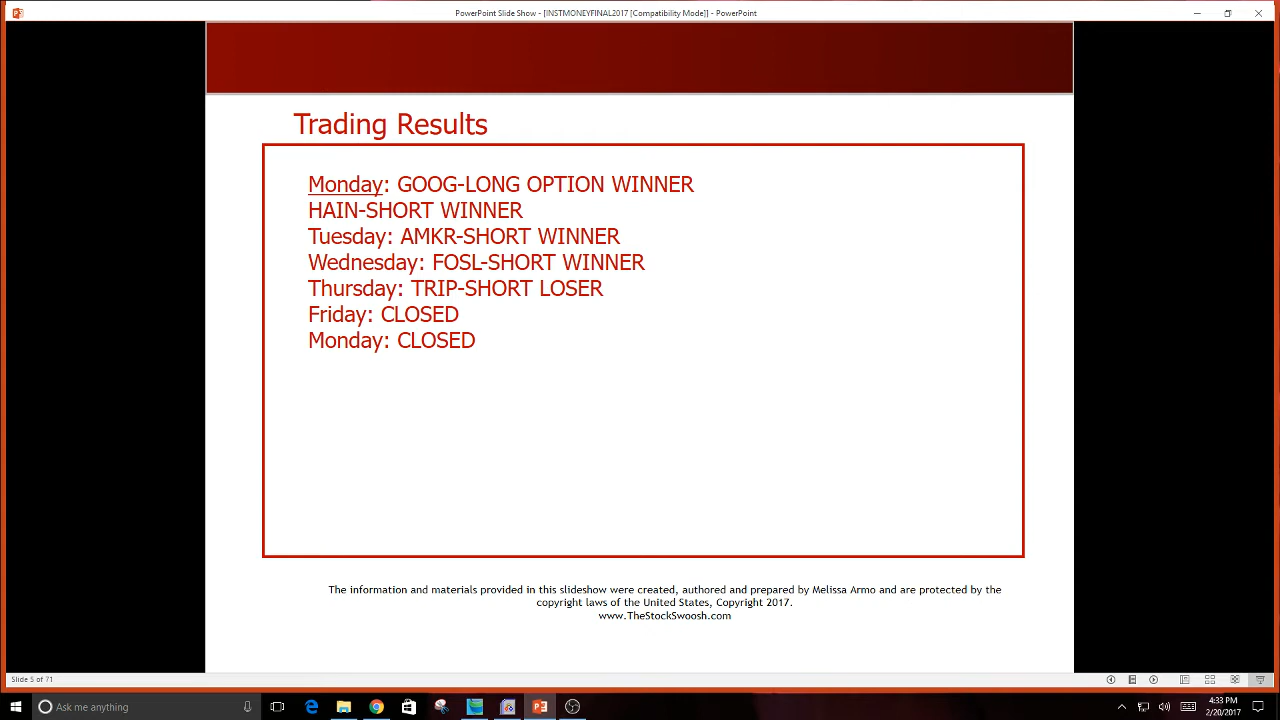 PowerPoint Slide Show - [INSTMONEYFINAL2017 [Compatibility Mode]] - PowerPoint
Trading Results
Monday: GOOG-LONG OPTION WINNER
HAIN-SHORT WINNER
Tuesday: AMKR-SHORT WINNER
Wednesday: FOSL-SHORT WINNER
Thursday: TRIP-SHORT LOSER
Friday: CLOSED
Monday: CLOSED
The information and materials provided in this slideshow were created, authored and prepared by Melissa Armo and are protected by the
copyright laws of the United States, Copyright 2017.
www.TheStockSwoosh.com
Slide 5 of 71
Ask me anything
4:33 PM
2/20/2017